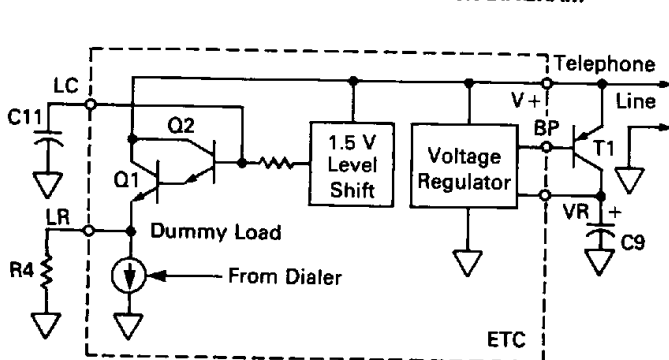 LC
Telephone
V+
Line
C11
Q2
BP
T1
1.5 V
Level
Shift
Voltage
Regulator
Q1
VR
+
C9
LR
Dummy Load
R4
From Dialer
ETC